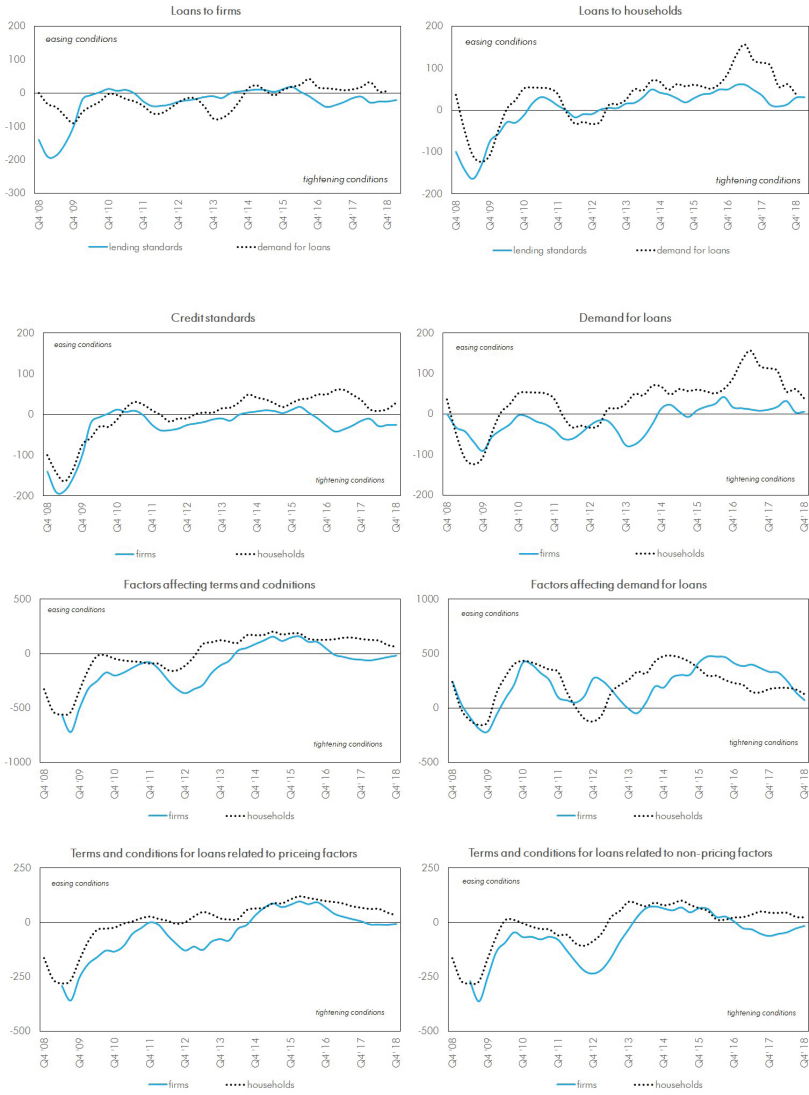 Loans to firms
200
100
0
-100
-200
-300
easing conditions
tightening conditions
Q4 '08
Q4 '09
Q4 '10
Q4 '11
Q4 '12
Q4 '13
Q4 '14
Q4 '15
Q4 '16
Q4 '17
Q4 '18
lending standards
demand for loans
Loans to households
200
100
0
-100
-200
easing conditions
tightening conditions
Q4 '08
Q4 '09
Q4 '10
Q4 '11
Q4 '12
Q4 '13
Q4 '14
Q4 '15
Q4 '16
Q4 '17
Q4 '18
lending standards
demand for loans
Credit standards
200
100
0
-100
-200
easing conditions
tightening conditions
Q4 '08
Q4 '09
Q4 '10
Q4 '11
Q4 '12
Q4 '13
Q4 '14
Q4 '15
Q4 '16
Q4 '17
Q4' 18
firms
households
Demand for loans
200
100
0
-100
-200
easing conditions
tightening conditions
Q4 '08
Q4 '09
Q4 '10
Q4 '11
Q4 '12
Q4 '13
Q4 '14
Q4 '15
Q4 '16
Q4 '17
Q4' 18
firms
households
Factors affecting terms and codnitions
500
0
-500
-1000
easing conditions
tightening conditions
Q4 '08
Q4 '09
Q4 '10
Q4 '11
Q4 '12
Q4 '13
Q4 '14
Q4 '15
Q4 '16
Q4 '17
Q4' 18
firms
households
Factors affecting demand for loans
1000
500
0
-500
easing conditions
tightening conditions
Q4 '08
Q4 '09
Q4 '10
Q4 '11
Q4 '12
Q4 '13
Q4 '14
Q4 '15
Q4 '16
Q4 '17
Q4' 18
firms
households
Terms and conditions for loans related to priceing factors
250
0
-250
-500
easing conditions
tightening conditions
Q4 '08
Q4 '09
Q4 '10
Q4 '11
Q4 '12
Q4 '13
Q4 '14
Q4 '15
Q4 '16
Q4 '17
Q4' 18
firms
households
Terms and conditions for loans related to non-pricing factors
250
0
-250
-500
easing conditions
tightening conditions
Q4 '08
Q4 '09
Q4 '10
Q4 '11
Q4 '12
Q4 '13
Q4 '14
Q4 '15
Q4 '16
Q4 '17
Q4' 18
firms
households